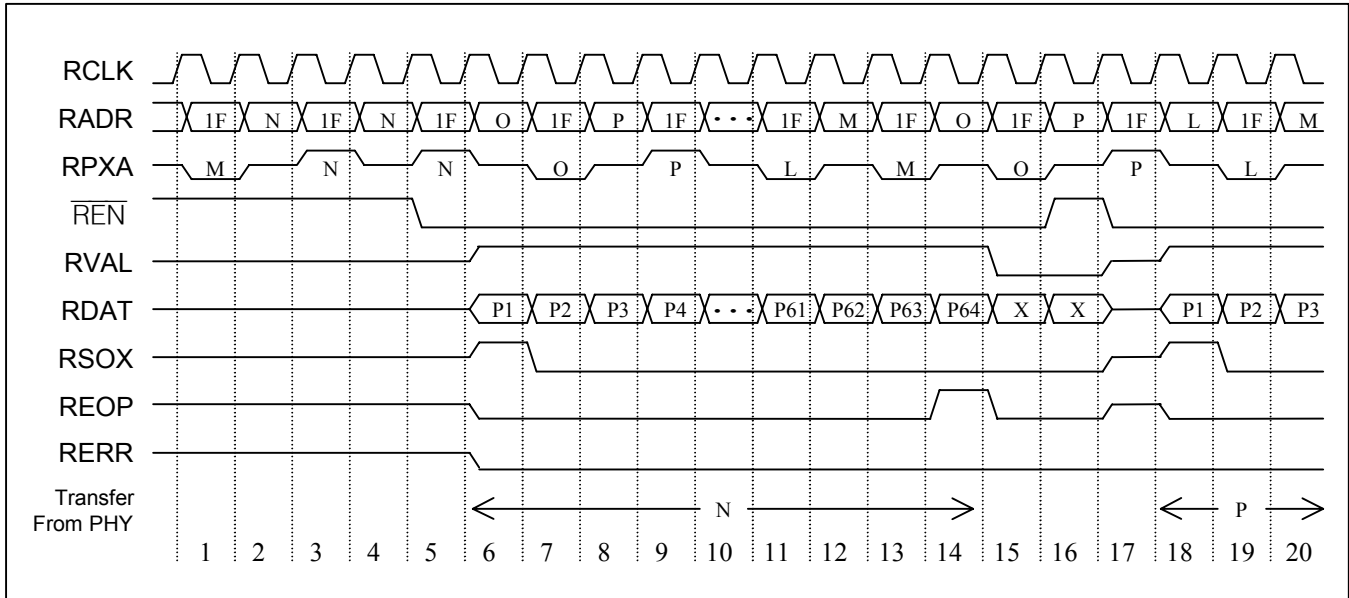 RCLK
RADR 1F N 1F N 1F O 1F P 1F ... 1F M 1F O 1F P 1F L 1F M
RPXA M N N O P L M O P L
REN
RVAL
RDAT P1 P2 P3 P4 ... P61 P62 P63 P64 X X P1 P2 P3
RSOX
REOP
RERR
Transfer
From PHY N P
1 2 3 4 5 6 7 8 9 10 11 12 13 14 15 16 17 18 19 20